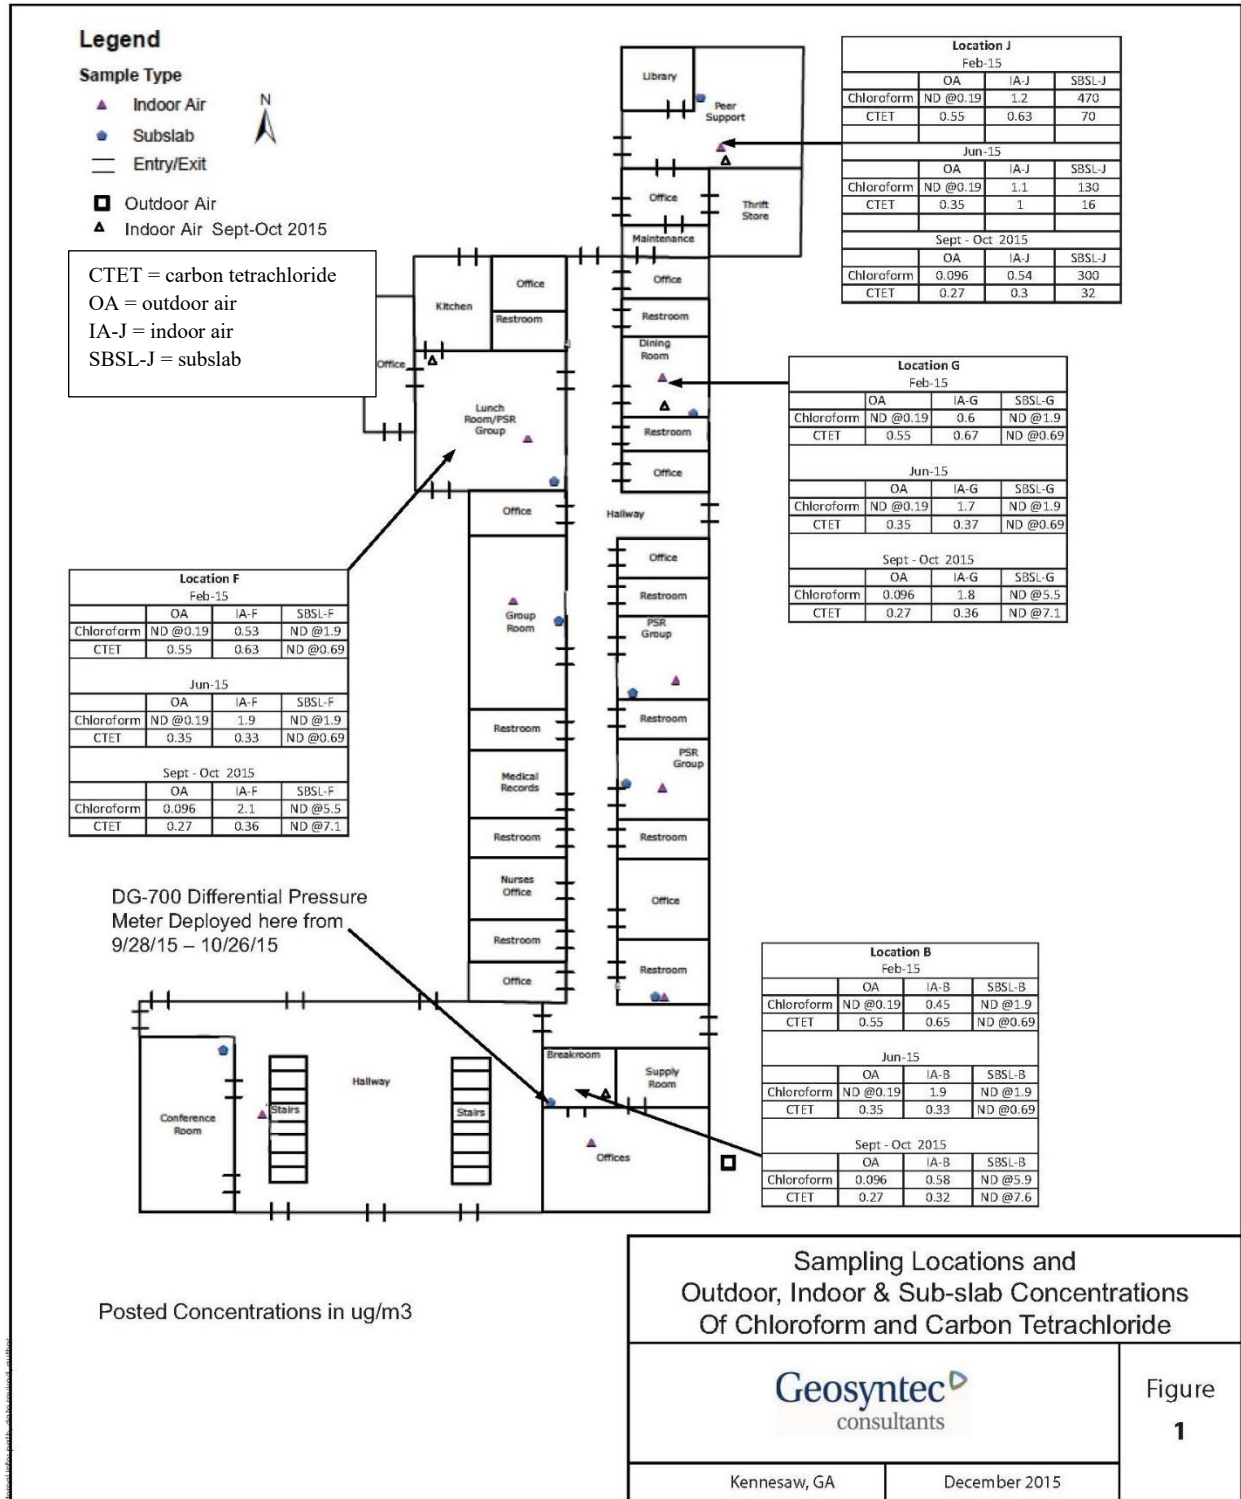 Legend
Sample Type
Indoor Air
Subslab
Entry/Exit
N
Outdoor Air
Indoor Air Sept-Oct 2015
CTET = carbon tetrachloride
OA = outdoor air
IA-J = indoor air
SBSL-J = subslab
Library
Peer
Support
Office
Thrift
Store
Maintenance
Office
Kitchen
Office
Restroom
Restroom
Dining
Room
Office
Lunch
Room/PSR
Group
Restroom
Office
Office
Hallway
Office
Restroom
Group
Room
PSR
Group
Restroom
Restroom
PSR
Group
Medical
Records
Restroom
Restroom
Nurses
Office
Office
Restroom
Restroom
Office
Hallway
Breakroom
Supply
Room
Conference
Room
Stairs
Stairs
Offices
Location J
Feb-15
OA IA-J SBSL-J
Chloroform ND @0.19 1.2 470
CTET 0.55 0.63 70
Jun-15
OA IA-J SBSL-J
Chloroform ND @0.19 1.1 130
CTET 0.35 1 16
Sept - Oct 2015
OA IA-J SBSL-J
Chloroform 0.096 0.54 300
CTET 0.27 0.3 32
Location G
Feb-15
OA IA-G SBSL-G
Chloroform ND @0.19 0.6 ND @1.9
CTET 0.55 0.67 ND @0.69
Jun-15
OA IA-G SBSL-G
Chloroform ND @0.19 1.7 ND @1.9
CTET 0.35 0.37 ND @0.69
Sept - Oct 2015
OA IA-G SBSL-G
Chloroform 0.096 1.8 ND @5.5
CTET 0.27 0.36 ND @7.1
Location F
Feb-15
OA IA-F SBSL-F
Chloroform ND @0.19 0.53 ND @1.9
CTET 0.55 0.63 ND @0.69
Jun-15
OA IA-F SBSL-F
Chloroform ND @0.19 1.9 ND @1.9
CTET 0.35 0.33 ND @0.69
Sept - Oct 2015
OA IA-F SBSL-F
Chloroform 0.096 2.1 ND @5.5
CTET 0.27 0.36 ND @7.1
DG-700 Differential Pressure
Meter Deployed here from
9/28/15 – 10/26/15
Location B
Feb-15
OA IA-B SBSL-B
Chloroform ND @0.19 0.45 ND @1.9
CTET 0.55 0.65 ND @0.69
Jun-15
OA IA-B SBSL-B
Chloroform ND @0.19 1.9 ND @1.9
CTET 0.35 0.33 ND @0.69
Sept - Oct 2015
OA IA-B SBSL-B
Chloroform 0.096 0.58 ND @5.9
CTET 0.27 0.32 ND @7.6
Posted Concentrations in ug/m3
Sampling Locations and
Outdoor, Indoor & Sub-slab Concentrations
Of Chloroform and Carbon Tetrachloride
Geosyntec
consultants
Figure
1
Kennesaw, GA
December 2015